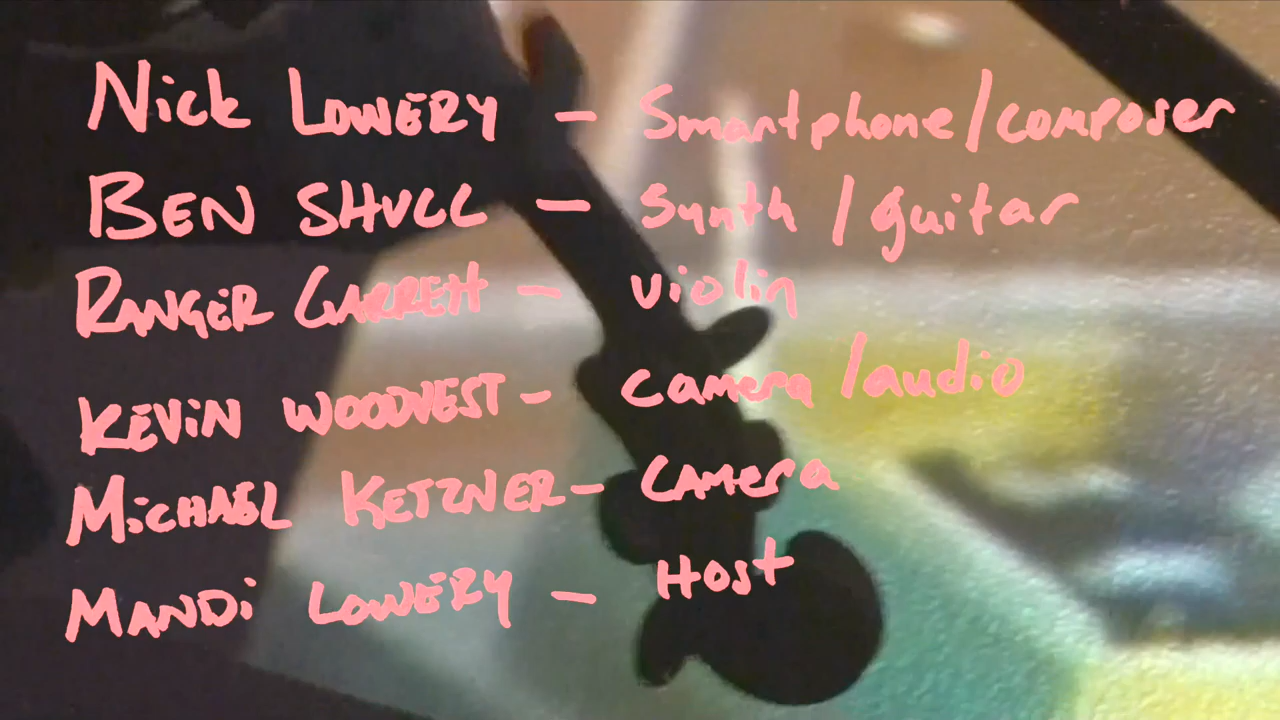 Nick LOWERY - Smartphone/composer
BEN SHULL - Synth/guitar
RANGER GARRETT - violin
KEVIN WOODVEST - camera/audio
MICHAEL KETZNER - CAMERA
MANDI LOWERY - HOST